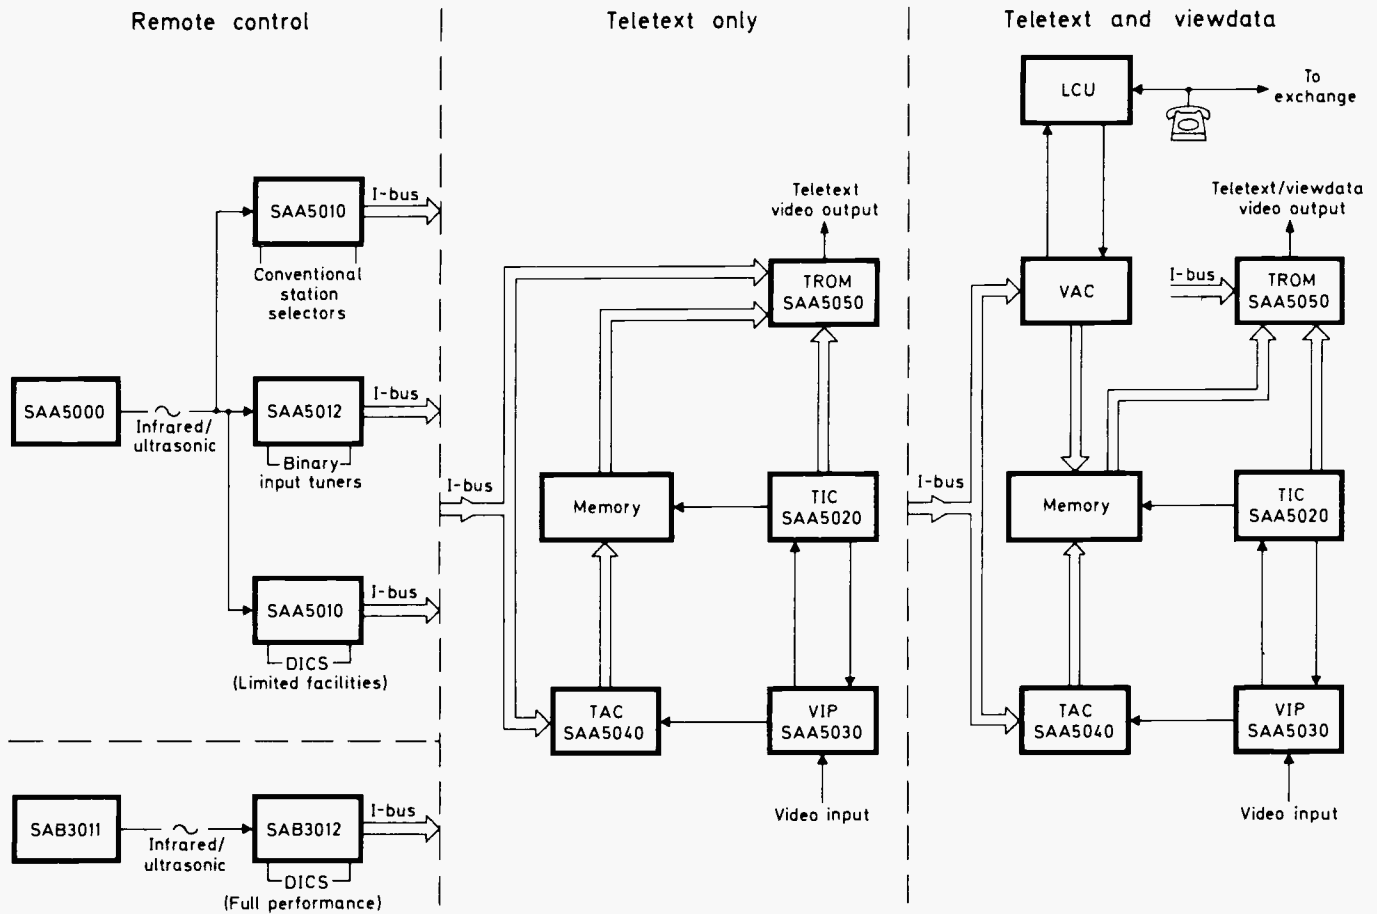 Remote control
SAA5010
I-bus
Conventional
station
selectors
SAA5000
Infrared/
ultrasonic
SAA5012
I-bus
Binary
input tuners
SAA5010
I-bus
DICS
(Limited facilities)
SAB3011
Infrared/
ultrasonic
SAB3012
I-bus
DICS
(Full performance)
Teletext only
Teletext
video output
TROM
SAA5050
I-bus
Memory
TIC
SAA5020
TAC
SAA5040
VIP
SAA5030
Video input
Teletext and viewdata
LCU
To
exchange
Teletext/viewdata
video output
VAC
I-bus
TROM
SAA5050
I-bus
Memory
TIC
SAA5020
TAC
SAA5040
VIP
SAA5030
Video input